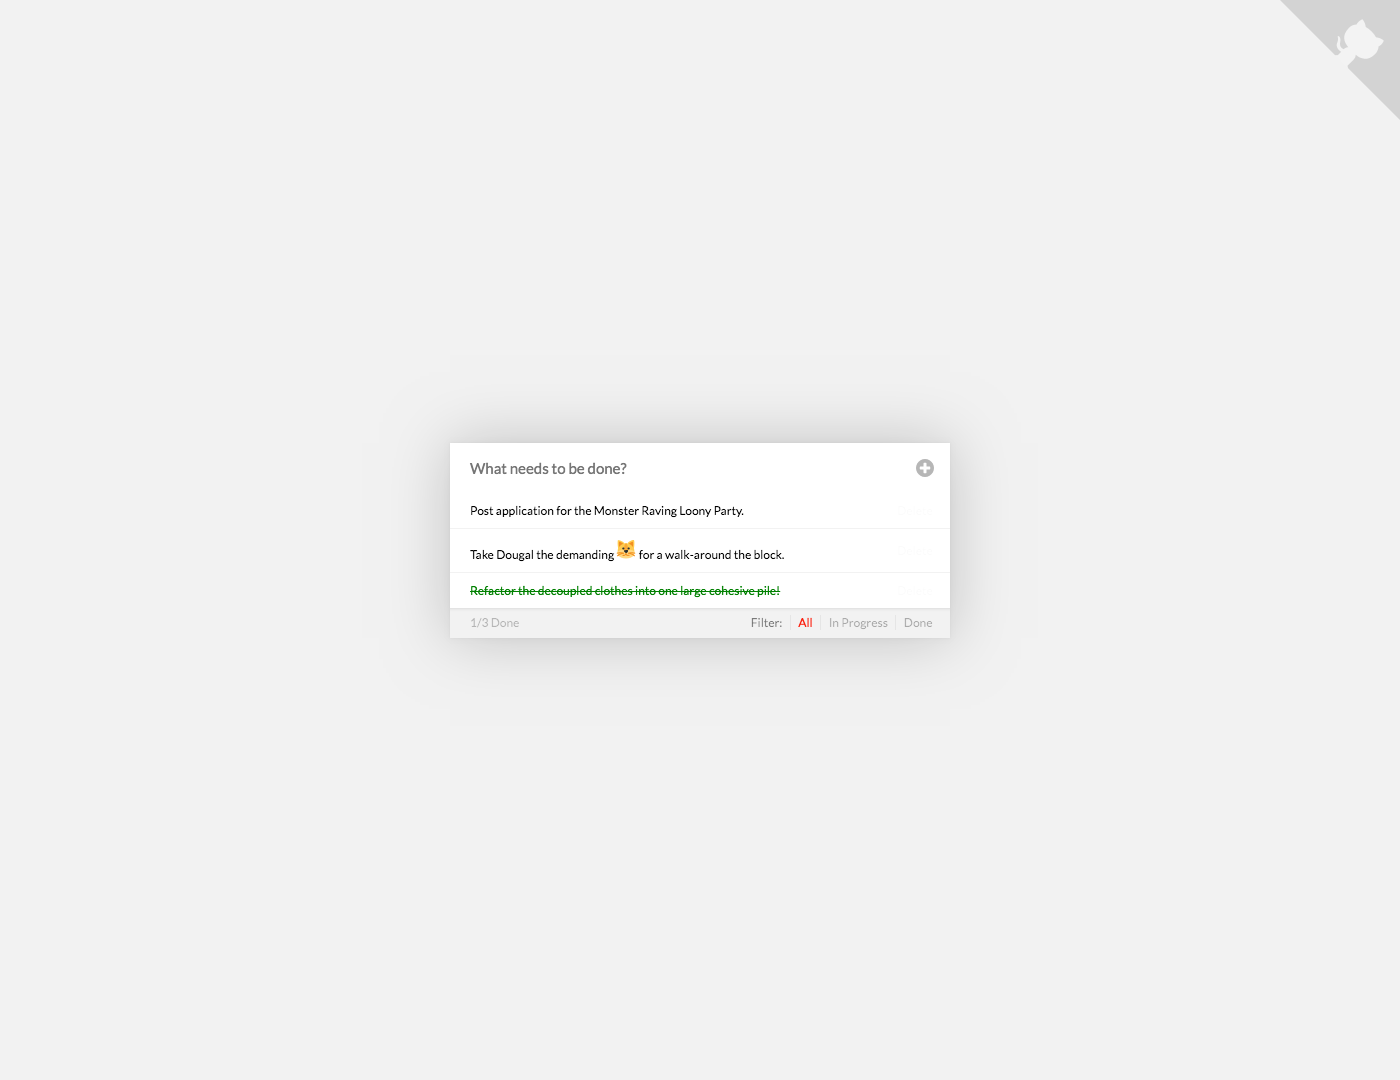 What needs to be done?
Post application for the Monster Raving Loony Party.
Take Dougal the demanding 😺 for a walk-around the block.
Refactor the decoupled clothes into one large cohesive pile!
1/3 Done Filter: All In Progress Done